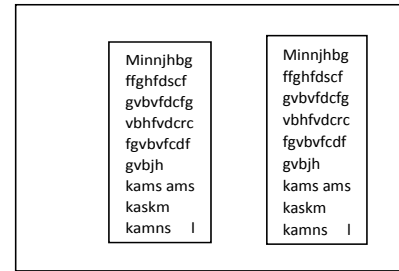 Minnjhbg
ffghfdscf
gvbvfdcfg
vbhfvdcrc
fgvbvfcdf
gvbjh
kams ams
kaskm
kamns l
Minnjhbg
ffghfdscf
gvbvfdcfg
vbhfvdcrc
fgvbvfcdf
gvbjh
kams ams
kaskm
kamns l